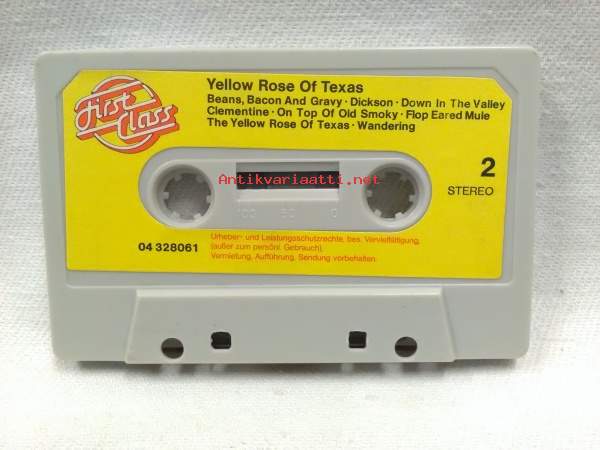 First
Class
Yellow Rose Of Texas
Beans, Bacon And Gravy · Dickson · Down In The Valley
Clementine · On Top Of Old Smoky · Flop Eared Mule
The Yellow Rose Of Texas · Wandering
2
STEREO
Antikvariaatti.net
04 328061
Urheber- und Leistungsschutzrechte, bes. Vervielfältigung,
(außer zum persönl. Gebrauch),
Vermietung, Aufführung, Sendung vorbehalten.